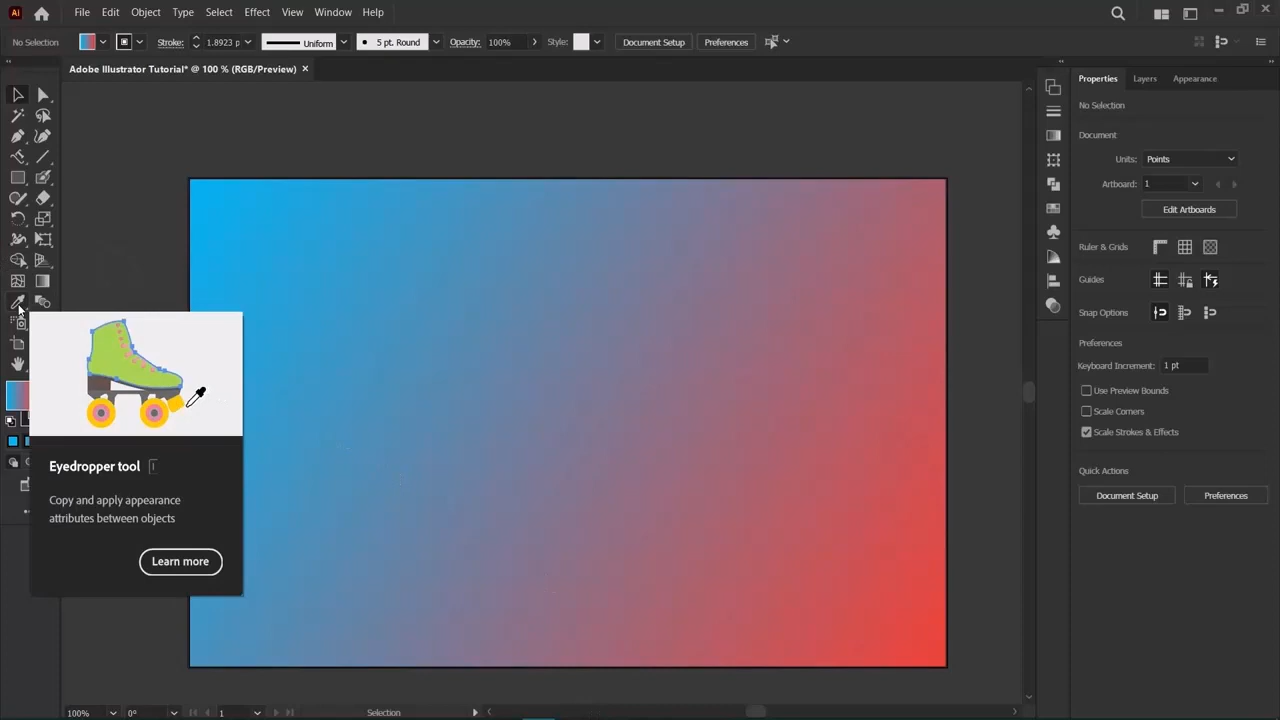 Ai File Edit Object Type Select Effect View Window Help
No Selection Stroke: 1.8923 p Uniform 5 pt. Round Opacity: 100% Style: Document Setup Preferences
Adobe Illustrator Tutorial* @ 100 % (RGB/Preview) ×
Properties Layers Appearance
No Selection
Document
Units: Points
Artboard: 1
Edit Artboards
Ruler & Grids
Guides
Snap Options
Preferences
Keyboard Increment: 1 pt
Use Preview Bounds
Scale Corners
Scale Strokes & Effects
Quick Actions
Document Setup Preferences
Eyedropper tool I
Copy and apply appearance
attributes between objects
Learn more
100% 0° 1 Selection